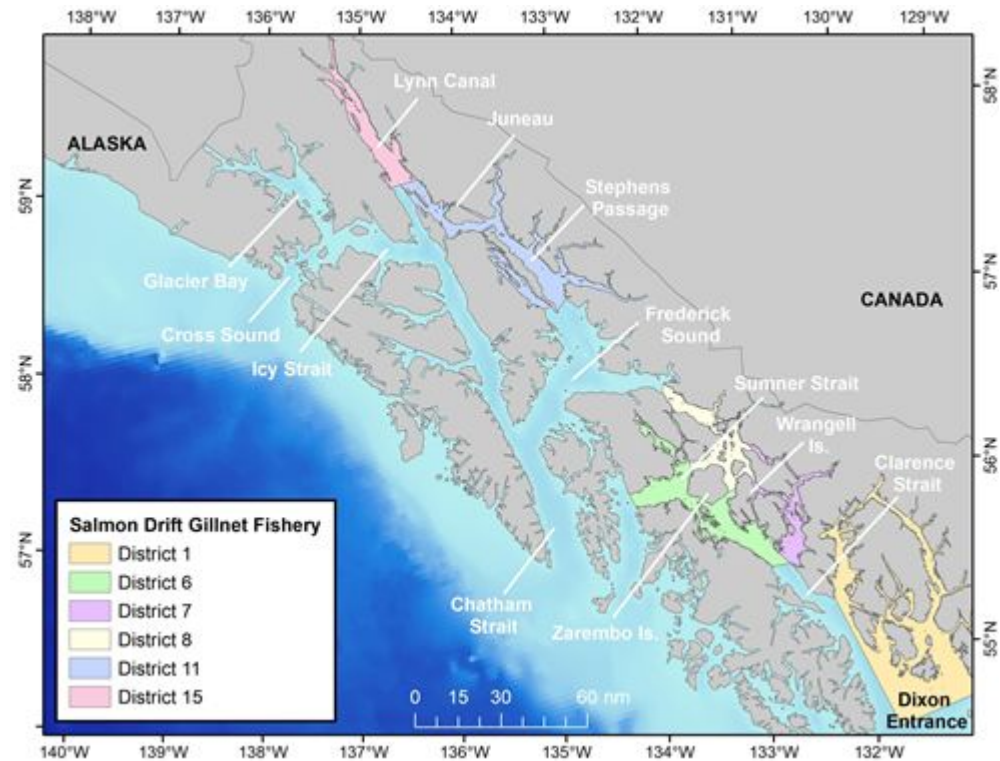 138°W 137°W 136°W 135°W 134°W 133°W 132°W 131°W 130°W 129°W
58°N
Lynn Canal
Juneau
ALASKA
Stephens
Passage
59°N
57°N
Glacier Bay
CANADA
Frederick
Sound
Cross Sound
Icy Strait
58°N
Sumner Strait
Wrangell
Is.
56°N
Clarence
Strait
Salmon Drift Gillnet Fishery
District 1
District 6
District 7
District 8
District 11
District 15
57°N
Chatham
Strait
Zarembo Is.
55°N
0 15 30 60 nm
Dixon
Entrance
140°W 139°W 138°W 137°W 136°W 135°W 134°W 133°W 132°W